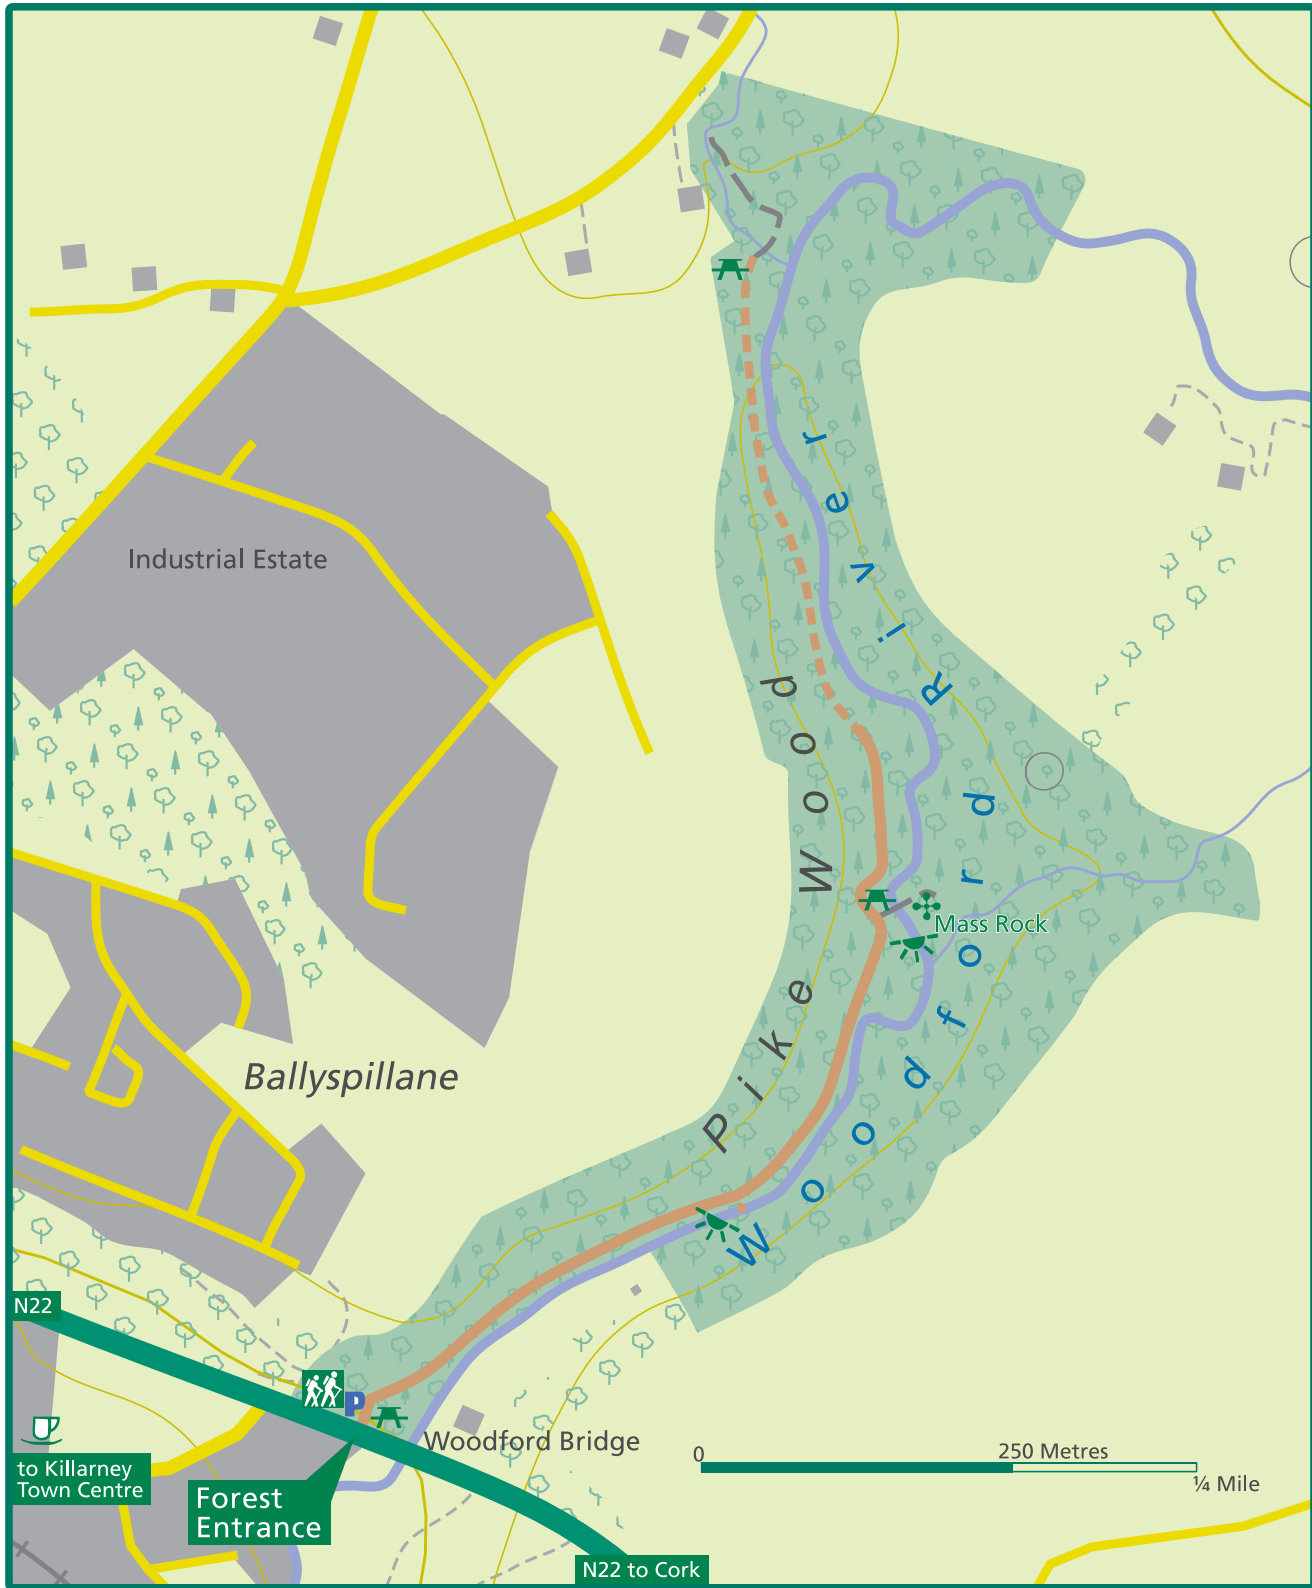 Industrial Estate
Pike Wood
Woodford River
Mass Rock
Ballyspillane
N22
P
Woodford Bridge
0
250 Metres
¼ Mile
to Killarney
Town Centre
Forest
Entrance
N22 to Cork